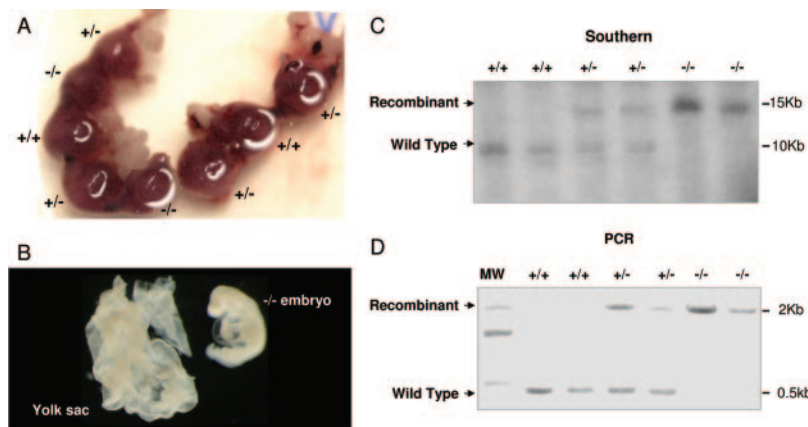 A
+/-
-/-
+/+
+/-
-/-
+/-
+/+
+/-
B
-/- embryo
Yolk sac
C
Southern
+/+ +/+ +/- +/- -/- -/-
Recombinant
15Kb
Wild Type
10Kb
D
PCR
MW +/+ +/+ +/- +/- -/- -/-
Recombinant
2Kb
Wild Type
0.5kb